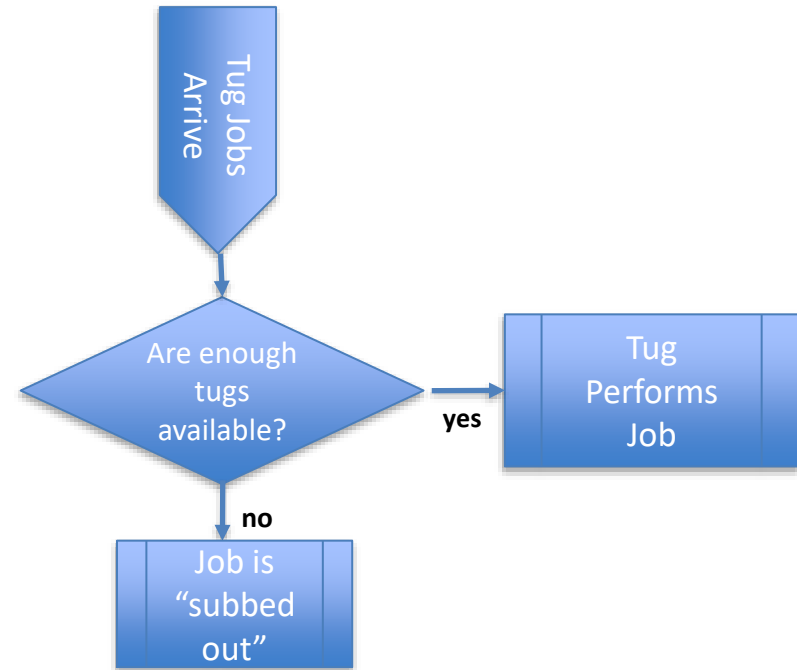 Tug Jobs
Arrive
Are enough
tugs
available?
yes
Tug
Performs
Job
no
Job is
“subbed
out”